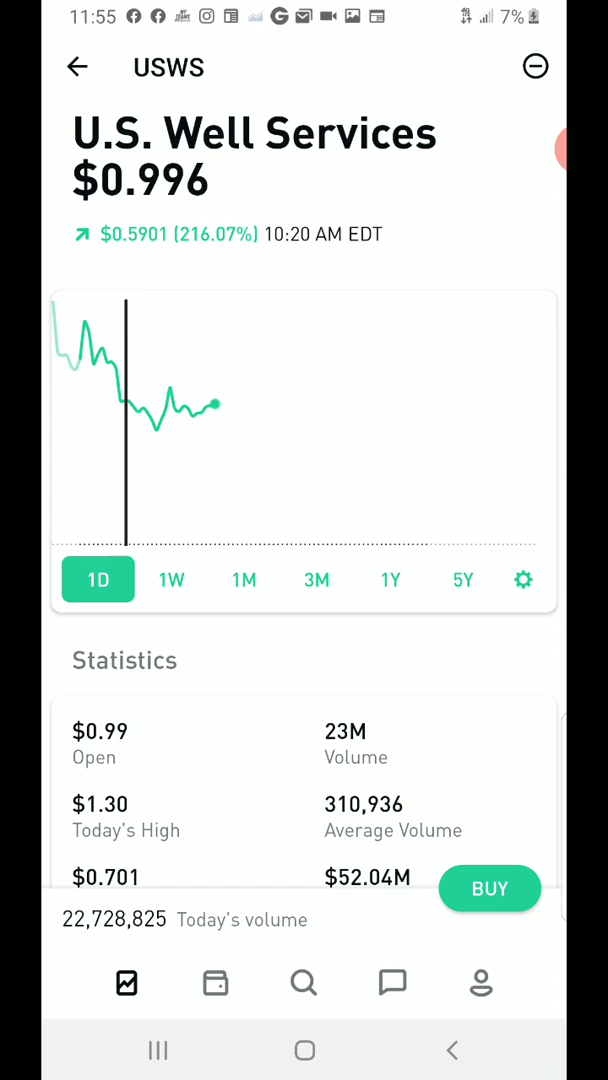 11:55 7%
USWS
U.S. Well Services
$0.996
$0.5901 (216.07%) 10:20 AM EDT
1D 1W 1M 3M 1Y 5Y
Statistics
$0.99 23M
Open Volume
$1.30 310,936
Today's High Average Volume
$0.701 $52.04M
BUY
22,728,825 Today's volume